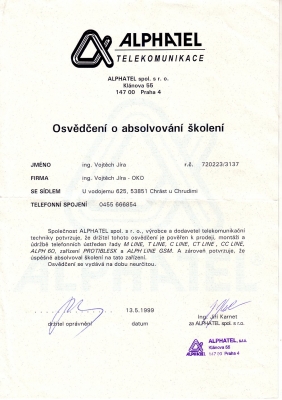 ALPHATEL
TELEKOMUNIKACE
ALPHATEL spol. s r. o.
Klánova 55
147 00 Praha 4
Osvědčení o absolvování školení
JMÉNO ing. Vojtěch Jíra r.č. 720223/3137
FIRMA ing. Vojtěch Jíra - OKO
SE SÍDLEM U vodojemu 625, 53851 Chrást u Chrudimi
TELEFONNÍ SPOJENÍ 0455 666854
Společnost ALPHATEL spol. s r.o., výrobce a dodavatel telekomunikační
techniky potvrzuje, že držitel tohoto osvědčení je pověřen k prodeji, montáži a
údržbě telefonních ústředen řady M LINE, T LINE, C LINE, CT LINE, CC LINE,
ALPH 6D, zařízení PROTIBLESK s ALPH LINE GSM. A zároveň potvrzuje, že
úspěšně absolvoval školení na tato zařízení.
Osvědčení se vydává na dobu neurčitou.
13.5.1999
Ing. Jiří Karnet
držitel oprávnění datum za ALPHATEL spol. s r.o.
ALPHATEL, s.r.o.
Klánova 55
147 00 Praha 4